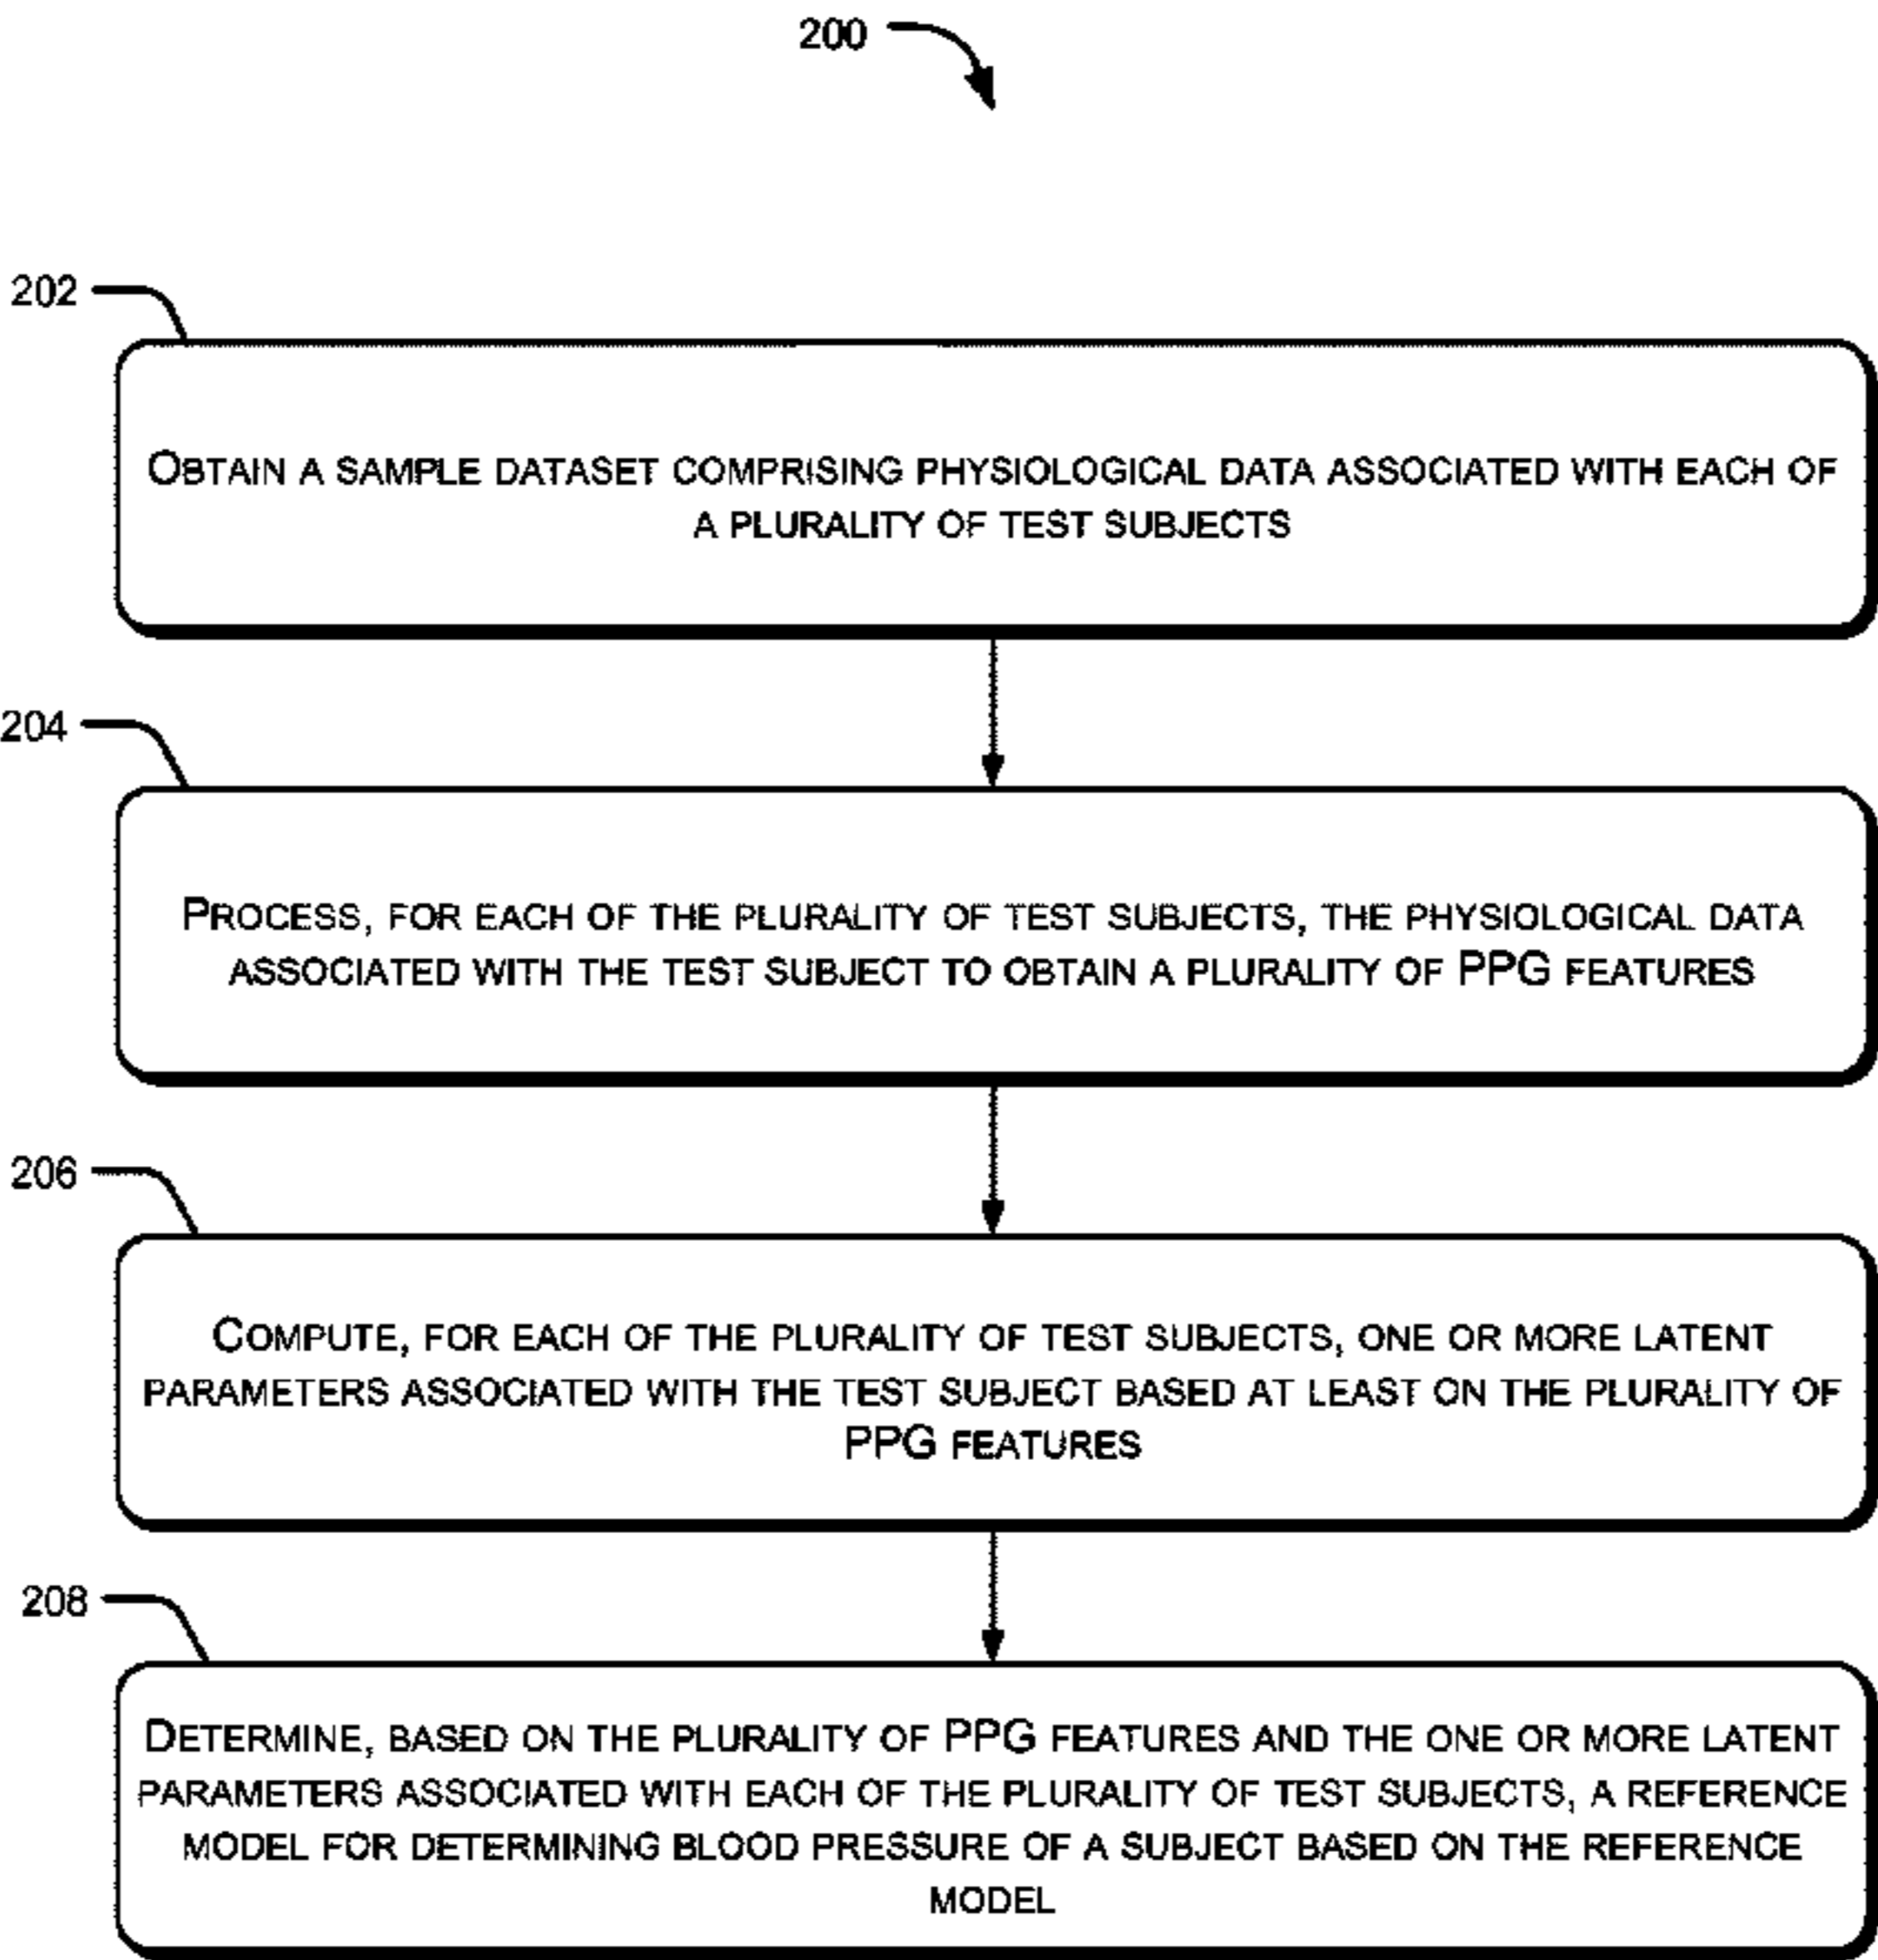 200
202
OBTAIN A SAMPLE DATASET COMPRISING PHYSIOLOGICAL DATA ASSOCIATED WITH EACH OF
A PLURALITY OF TEST SUBJECTS
204
PROCESS, FOR EACH OF THE PLURALITY OF TEST SUBJECTS, THE PHYSIOLOGICAL DATA
ASSOCIATED WITH THE TEST SUBJECT TO OBTAIN A PLURALITY OF PPG FEATURES
206
COMPUTE, FOR EACH OF THE PLURALITY OF TEST SUBJECTS, ONE OR MORE LATENT
PARAMETERS ASSOCIATED WITH THE TEST SUBJECT BASED AT LEAST ON THE PLURALITY OF
PPG FEATURES
208
DETERMINE, BASED ON THE PLURALITY OF PPG FEATURES AND THE ONE OR MORE LATENT
PARAMETERS ASSOCIATED WITH EACH OF THE PLURALITY OF TEST SUBJECTS, A REFERENCE
MODEL FOR DETERMINING BLOOD PRESSURE OF A SUBJECT BASED ON THE REFERENCE
MODEL